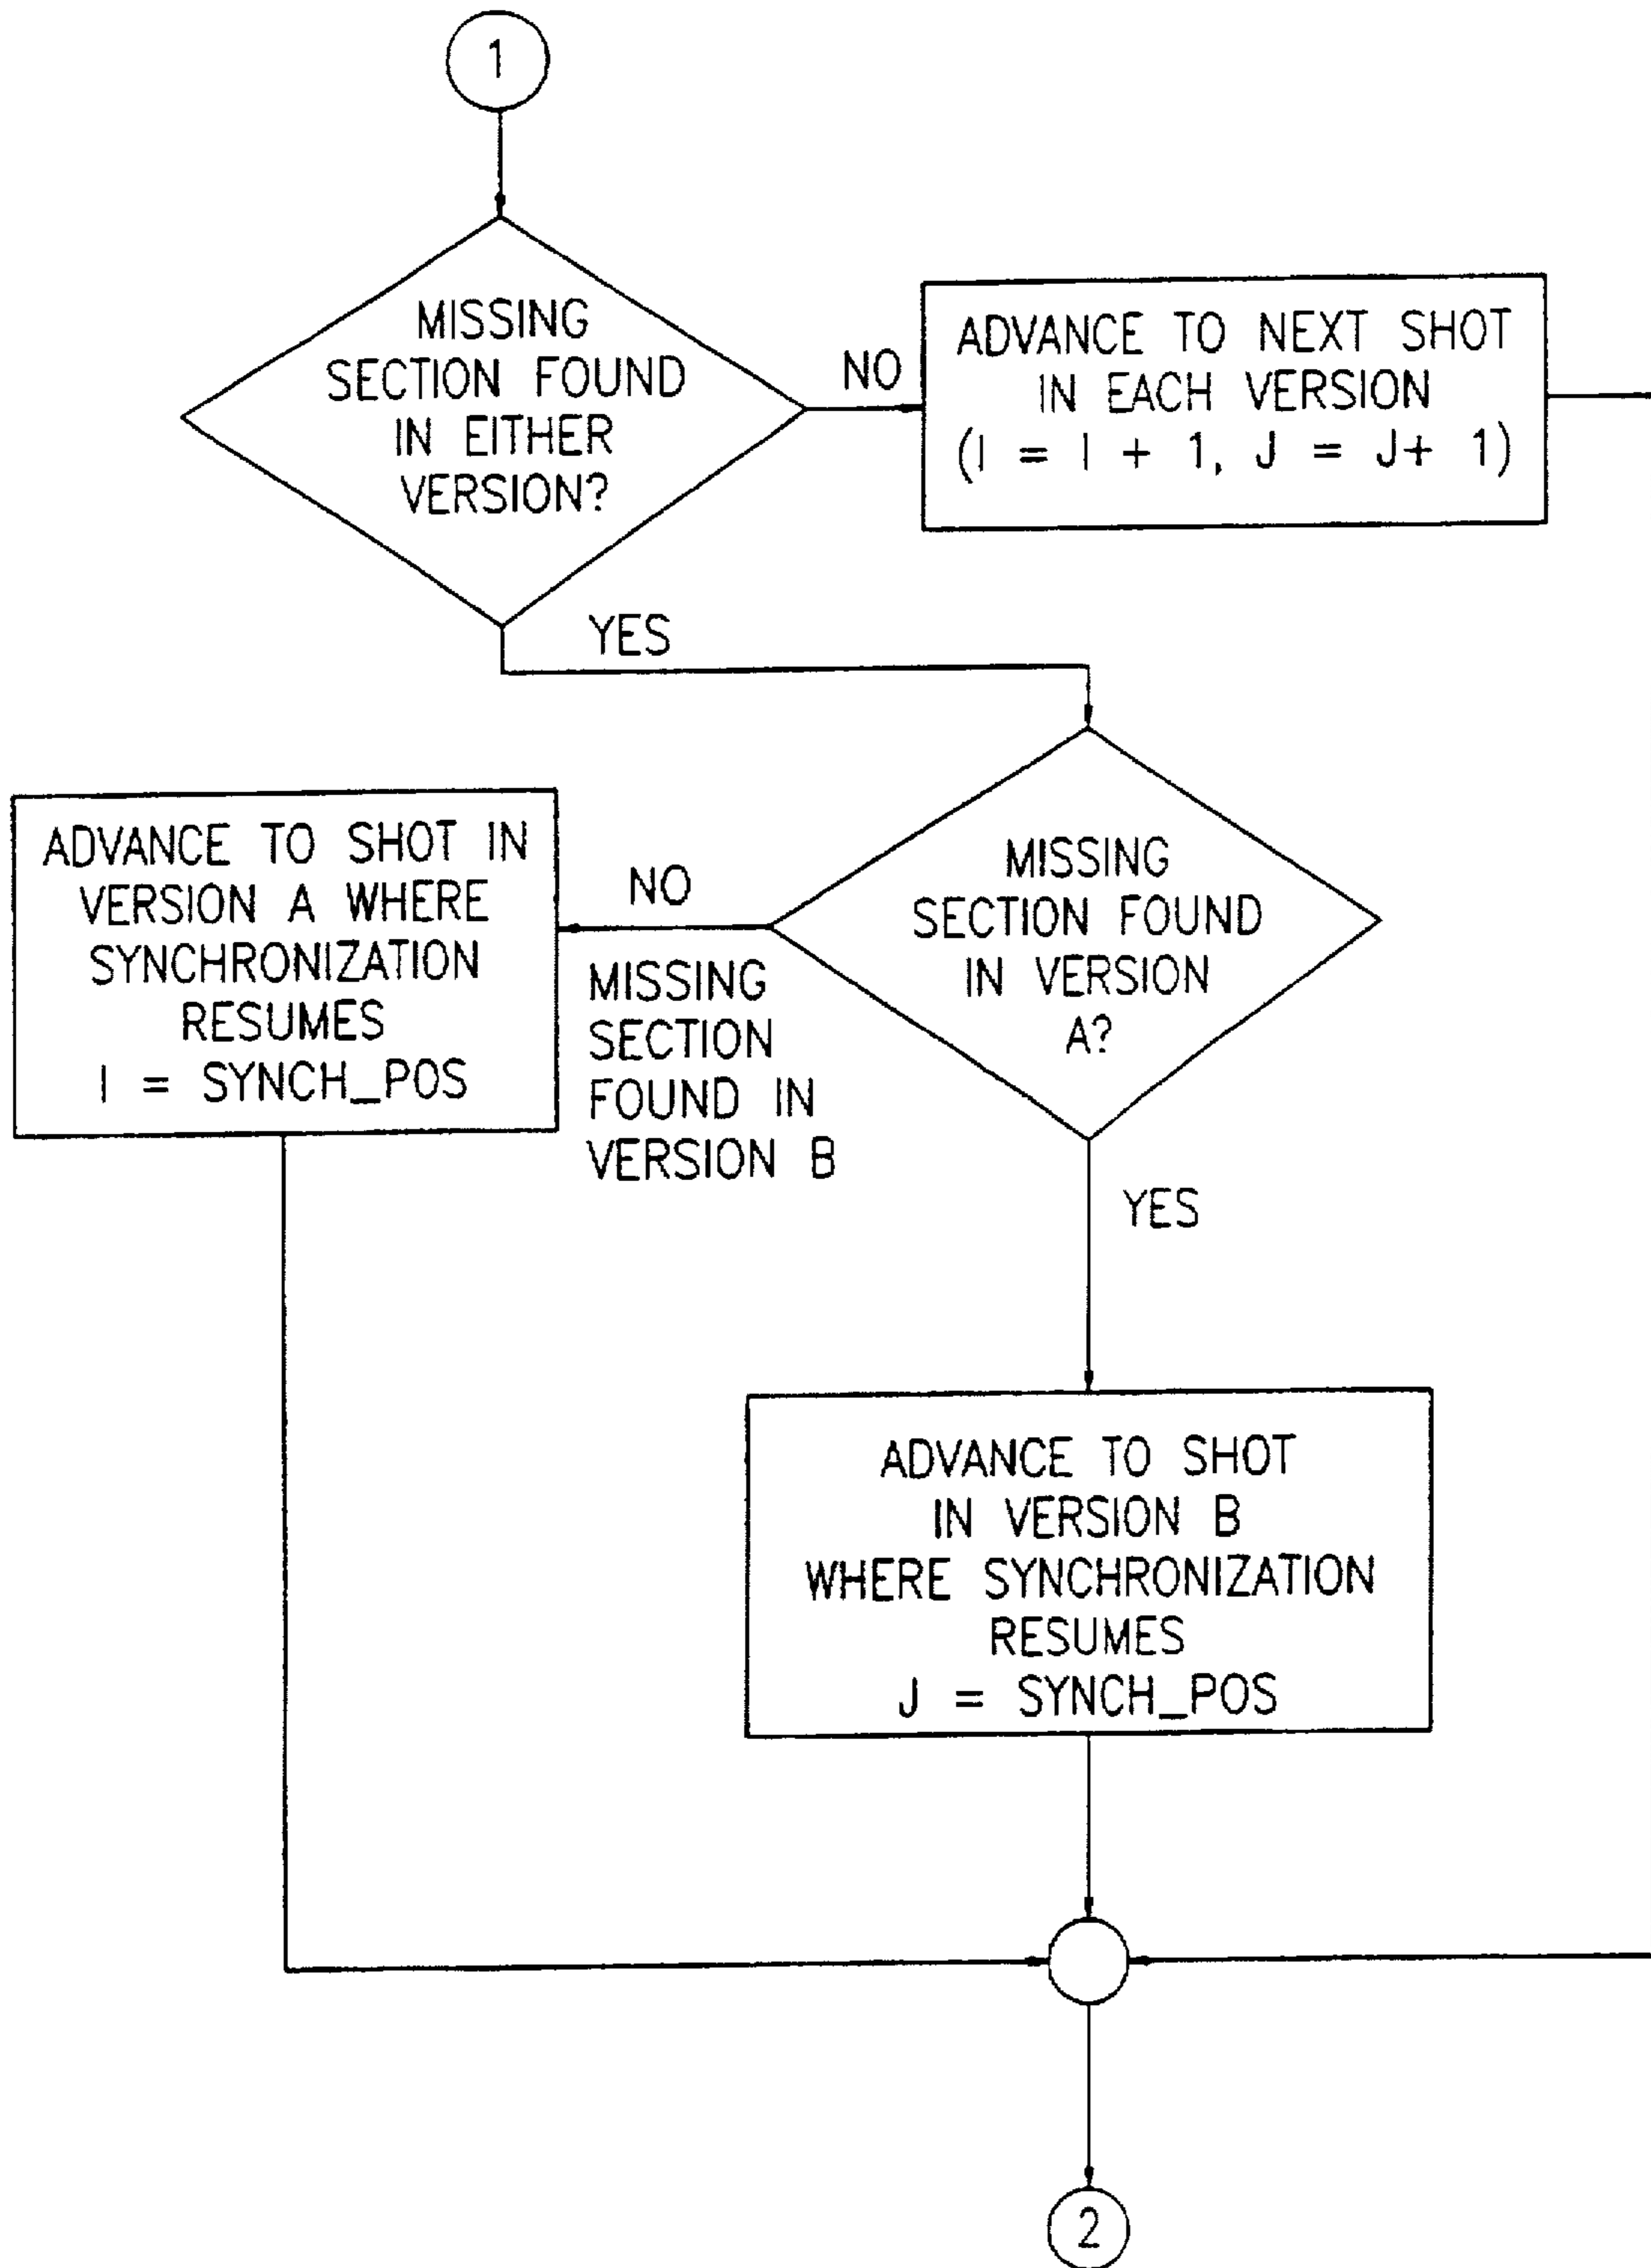 1
MISSING
SECTION FOUND
IN EITHER
VERSION?
NO
ADVANCE TO NEXT SHOT
IN EACH VERSION
(I = I + 1, J = J+ 1)
YES
ADVANCE TO SHOT IN
VERSION A WHERE
SYNCHRONIZATION
RESUMES
I = SYNCH_POS
NO
MISSING
SECTION
FOUND IN
VERSION B
MISSING
SECTION FOUND
IN VERSION
A?
YES
ADVANCE TO SHOT
IN VERSION B
WHERE SYNCHRONIZATION
RESUMES
J = SYNCH_POS
2